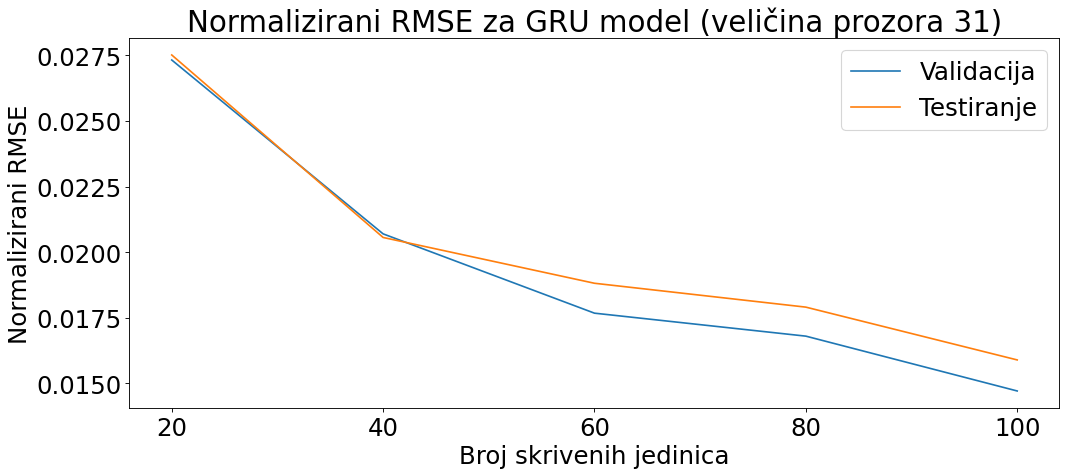 Normalizirani RMSE za GRU model (veličina prozora 31)
Normalizirani RMSE
0.0275
0.0250
0.0225
0.0200
0.0175
0.0150
Validacija
Testiranje
20 40 60 80 100
Broj skrivenih jedinica